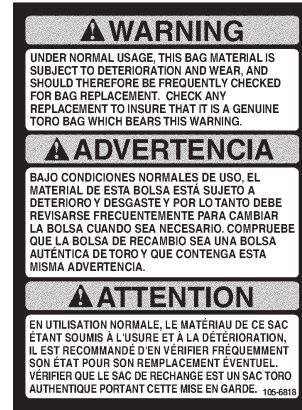 WARNING
UNDER NORMAL USAGE, THIS BAG MATERIAL IS
SUBJECT TO DETERIORATION AND WEAR, AND
SHOULD THEREFORE BE FREQUENTLY CHECKED
FOR BAG REPLACEMENT. CHECK ANY
REPLACEMENT TO INSURE THAT IT IS A GENUINE
TORO BAG WHICH BEARS THIS WARNING.
ADVERTENCIA
BAJO CONDICIONES NORMALES DE USO, EL
MATERIAL DE ESTA BOLSA ESTÁ SUJETO A
DETERIORO Y DESGASTE Y POR LO TANTO DEBE
REVISARSE FRECUENTEMENTE PARA CAMBIAR
LA BOLSA CUANDO SEA NECESARIO. COMPRUEBE
QUE LA BOLSA DE RECAMBIO SEA UNA BOLSA
AUTÉNTICA DE TORO Y QUE CONTENGA ESTA
MISMA ADVERTENCIA.
ATTENTION
EN UTILISATION NORMALE, LE MATÉRIAU DE CE SAC
ÉTANT SOUMIS À L'USURE ET À LA DÉTÉRIORATION,
IL EST RECOMMANDÉ D'EN VÉRIFIER FRÉQUEMMENT
SON ÉTAT POUR SON REMPLACEMENT ÉVENTUEL.
VÉRIFIER QUE LE SAC DE RECHANGE EST UN SAC TORO
AUTHENTIQUE PORTANT CETTE MISE EN GARDE. 105-6818